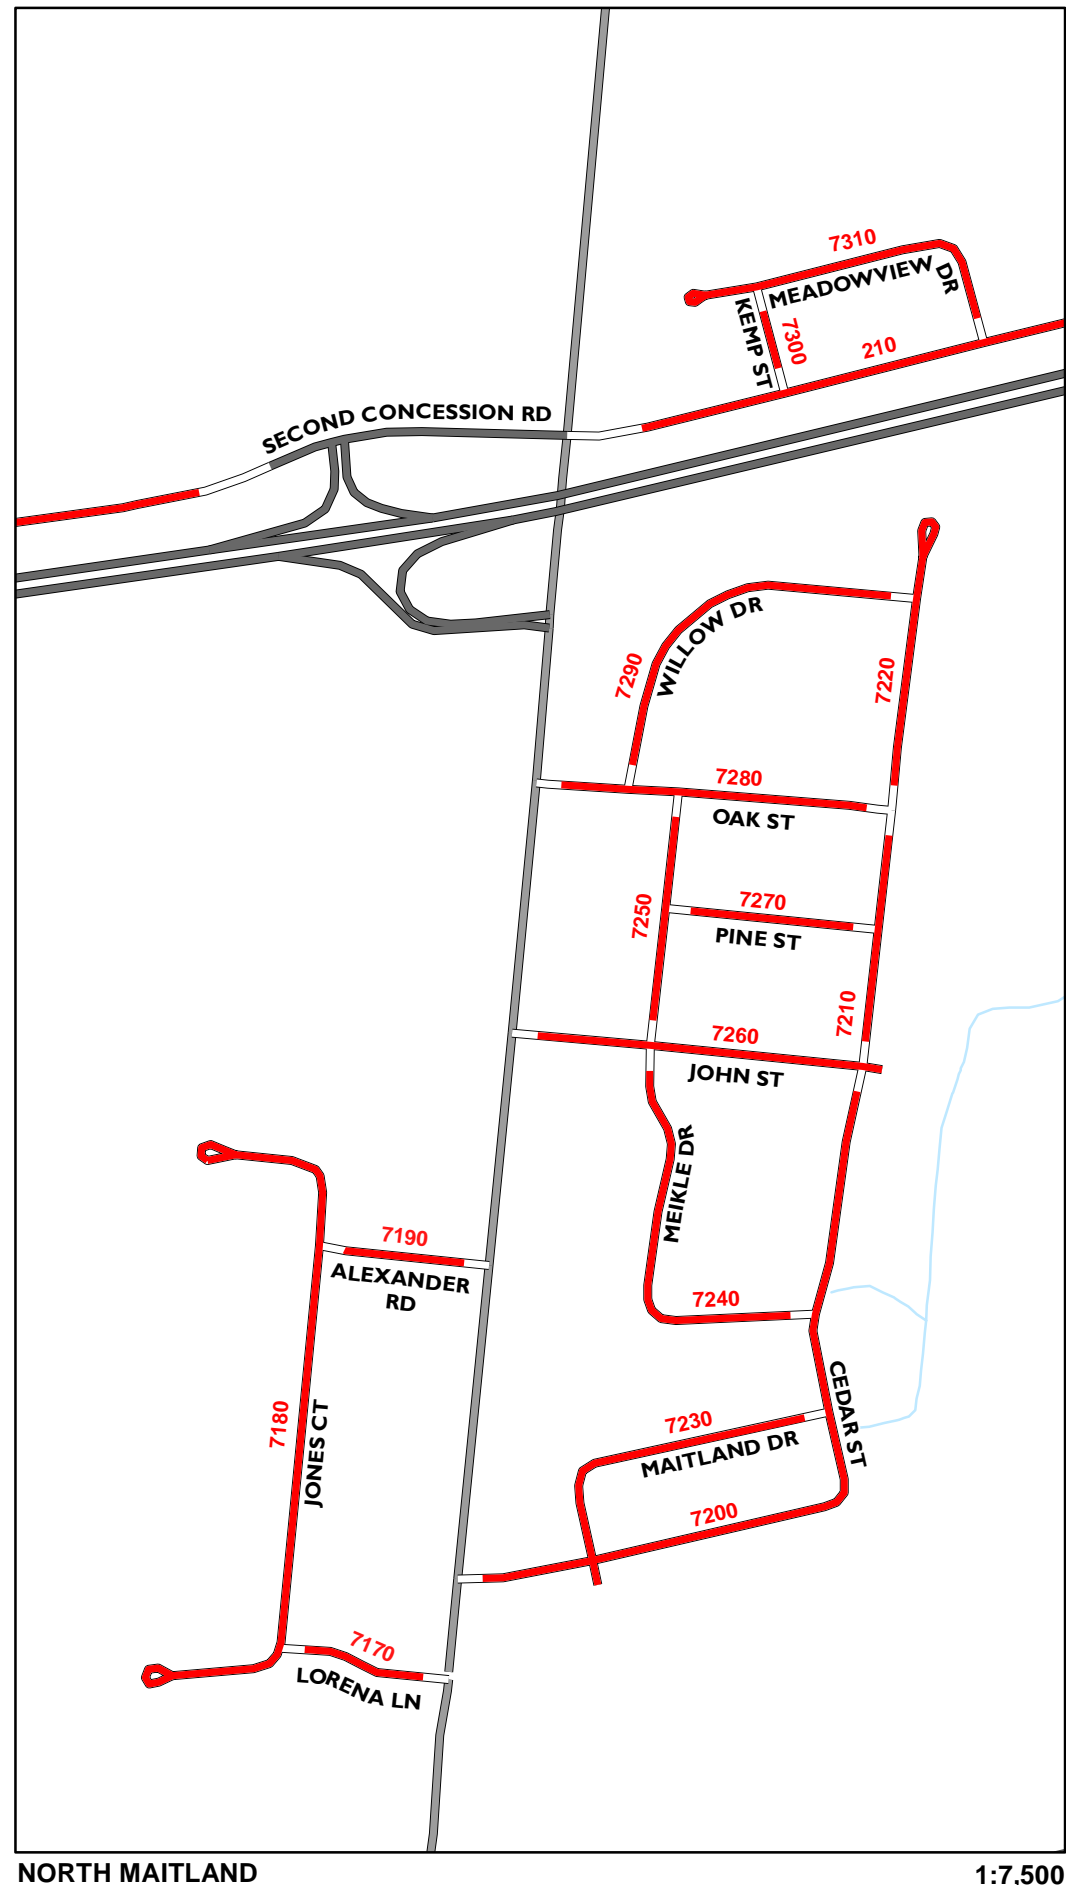 7310
MEADOWVIEW DR
KEMP ST
7300
210
SECOND CONCESSION RD
WILLOW DR
7290
7220
7280
OAK ST
7250
7270
PINE ST
7210
7260
JOHN ST
MEIKLE DR
7190
ALEXANDER
RD
7240
7180
JONES CT
CEDAR ST
7230
MAITLAND DR
7200
7170
LORENA LN
NORTH MAITLAND
1:7,500